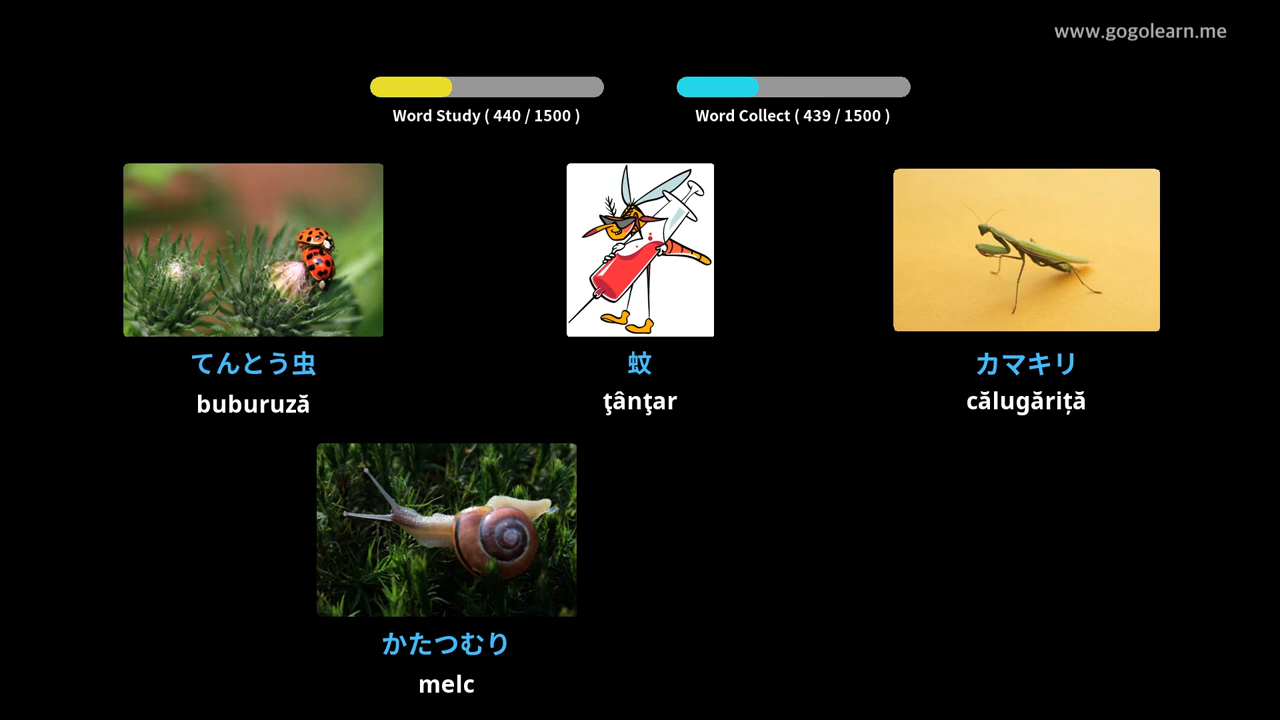 www.gogolearn.me
Word Study ( 440 / 1500 )
Word Collect ( 439 / 1500 )
てんとう虫
buburuză
蚊
ţânţar
カマキリ
călugăriță
かたつむり
melc